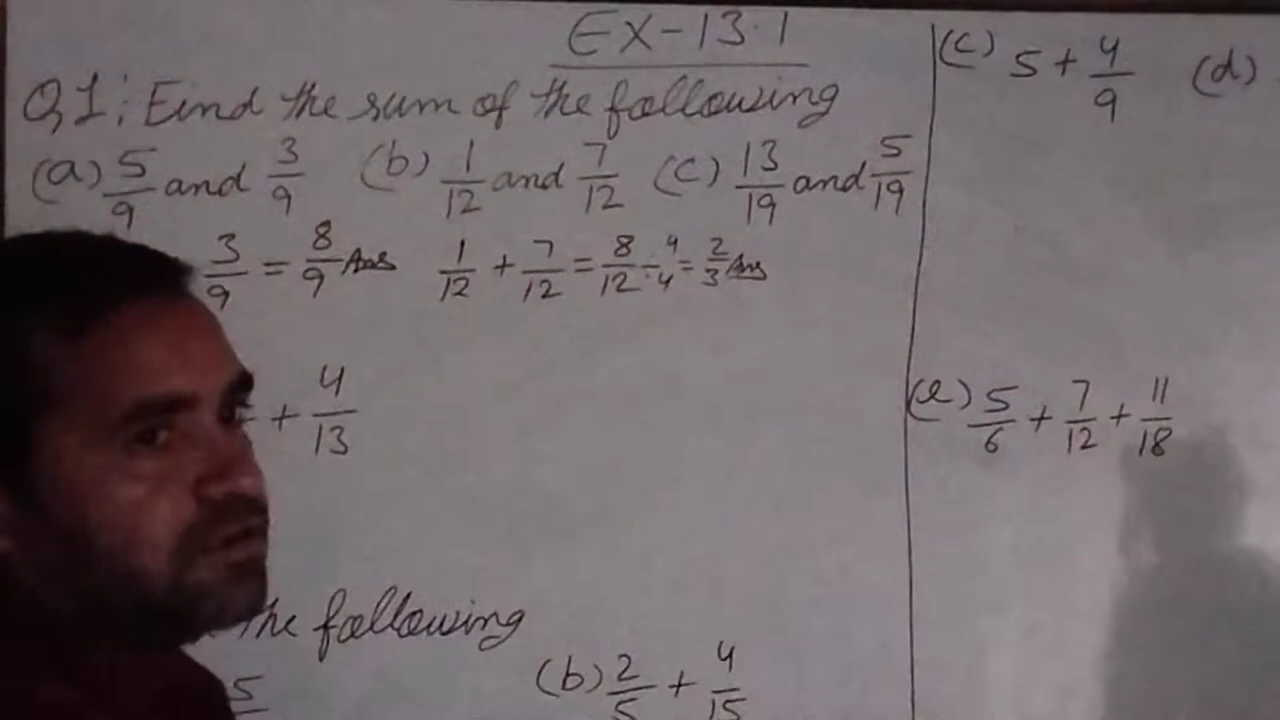 Ex-13.1
Q1: Find the sum of the following
(a) 5/9 and 3/9 (b) 1/12 and 7/12 (c) 13/19 and 5/19
3/9 = 8/9 Ans 1/12 + 7/12 = 8/12 ÷ 4/4 = 2/3 Ans
+ 4/13
the following
5
(b) 2/5 + 4/15
(c) 5 + 4/9 (d)
(e) 5/6 + 7/12 + 11/18